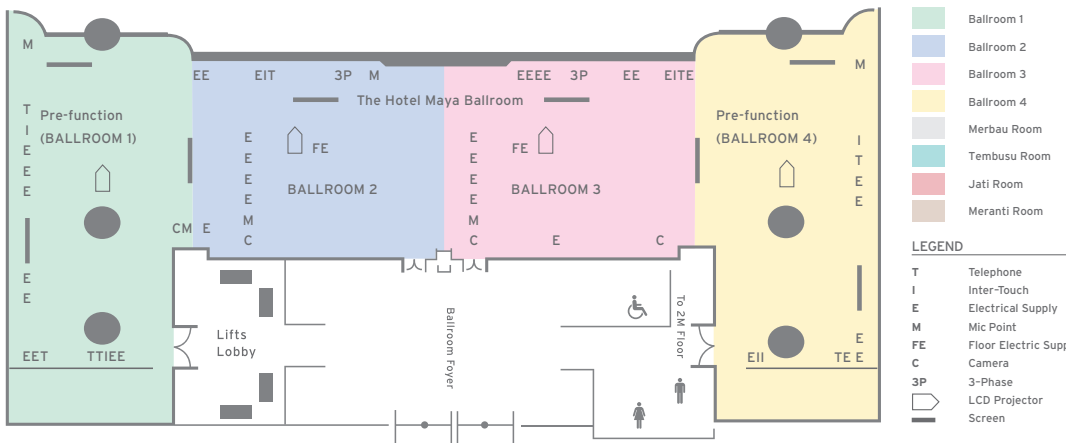 M
T
I
E
E
E
Pre-function
(BALLROOM 1)
E
E
EET
TTIEE
CM
E
EE
EIT
3P
M
The Hotel Maya Ballroom
E
E
E
E
E
M
C
FE
BALLROOM 2
EEEE
3P
EE
EITE
E
E
E
E
E
M
C
FE
BALLROOM 3
E
C
M
Pre-function
(BALLROOM 4)
I
T
E
E
E
EII
TE E
Lifts
Lobby
Ballroom Foyer
To 2M Floor
Ballroom 1
Ballroom 2
Ballroom 3
Ballroom 4
Merbau Room
Tembusu Room
Jati Room
Meranti Room
LEGEND
T Telephone
I Inter-Touch
E Electrical Supply
M Mic Point
FE Floor Electric Supp
C Camera
3P 3-Phase
LCD Projector
Screen